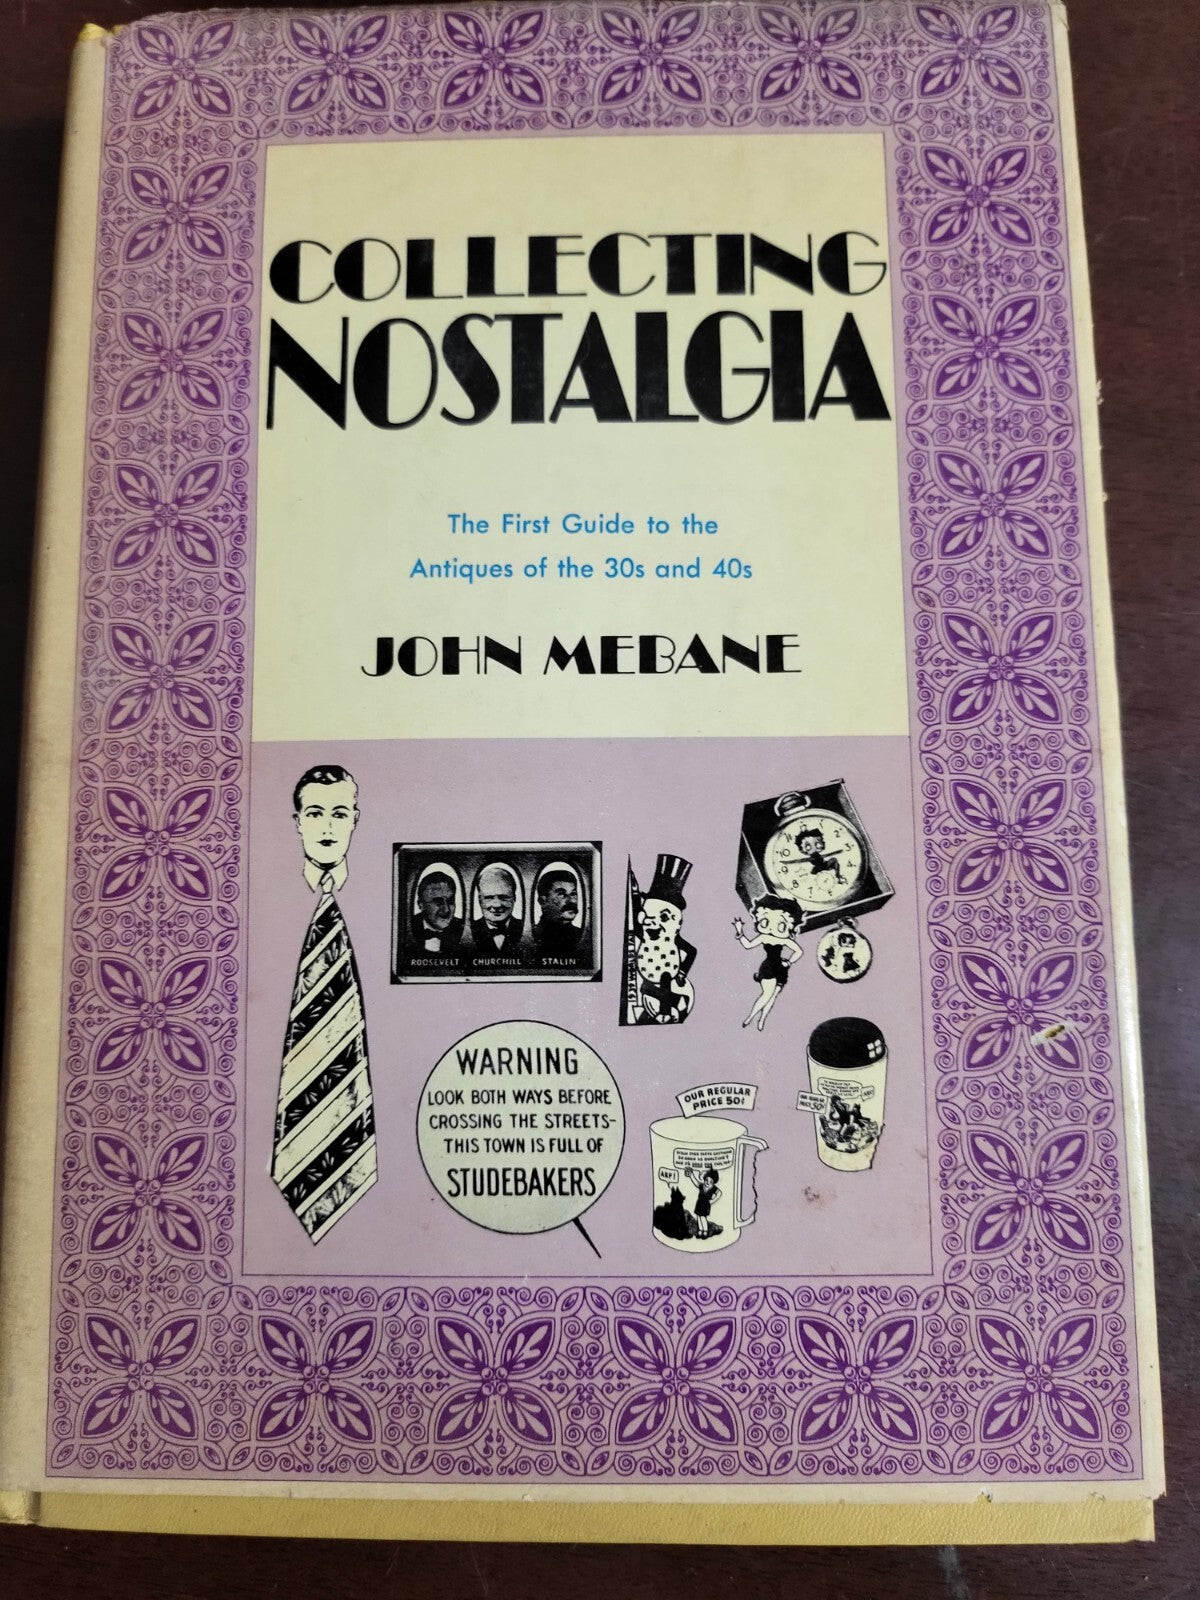 COLLECTING
NOSTALGIA
The First Guide to the
Antiques of the 30s and 40s
JOHN MEBANE
ROOSEVELT CHURCHILL STALIN
WARNING
LOOK BOTH WAYS BEFORE
CROSSING THE STREETS-
THIS TOWN IS FULL OF
STUDEBAKERS
OUR REGULAR
PRICE 50¢
ARF!